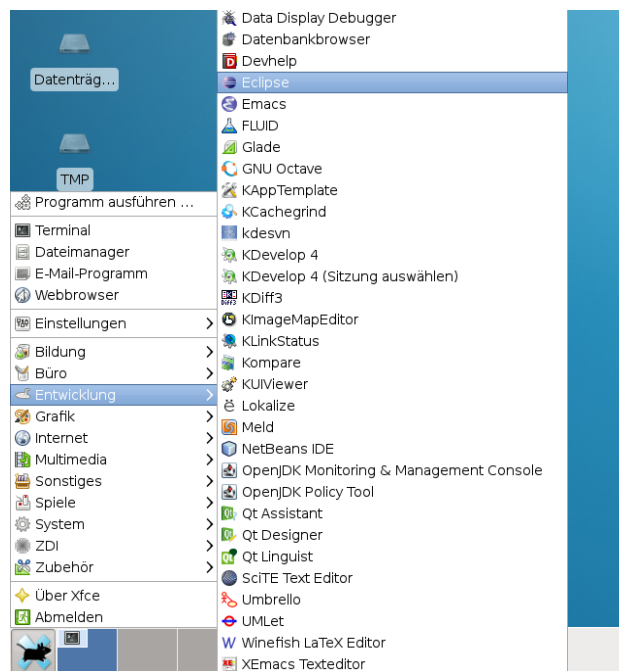 Datenträg...
TMP
Programm ausführen ...
Terminal
Dateimanager
E-Mail-Programm
Webbrowser
Einstellungen
Bildung
Büro
Entwicklung
Grafik
Internet
Multimedia
Sonstiges
Spiele
System
ZDI
Zubehör
Über Xfce
Abmelden
Data Display Debugger
Datenbankbrowser
Devhelp
Eclipse
Emacs
FLUID
Glade
GNU Octave
KAppTemplate
KCachegrind
kdesvn
KDevelop 4
KDevelop 4 (Sitzung auswählen)
KDiff3
KImageMapEditor
KLinkStatus
Kompare
KUIViewer
Lokalize
Meld
NetBeans IDE
OpenJDK Monitoring & Management Console
OpenJDK Policy Tool
Qt Assistant
Qt Designer
Qt Linguist
SciTE Text Editor
Umbrello
UMLet
Winefish LaTeX Editor
XEmacs Texteditor